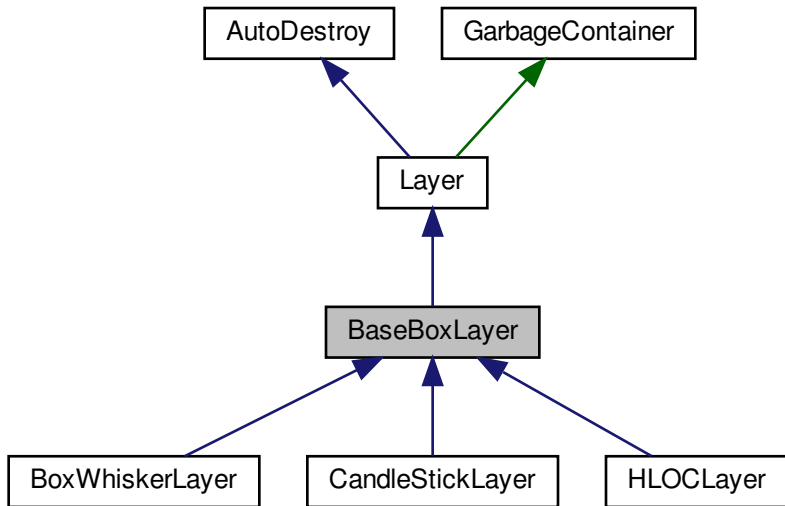 AutoDestroy
GarbageContainer
Layer
BaseBoxLayer
BoxWhiskerLayer
CandleStickLayer
HLOCLayer